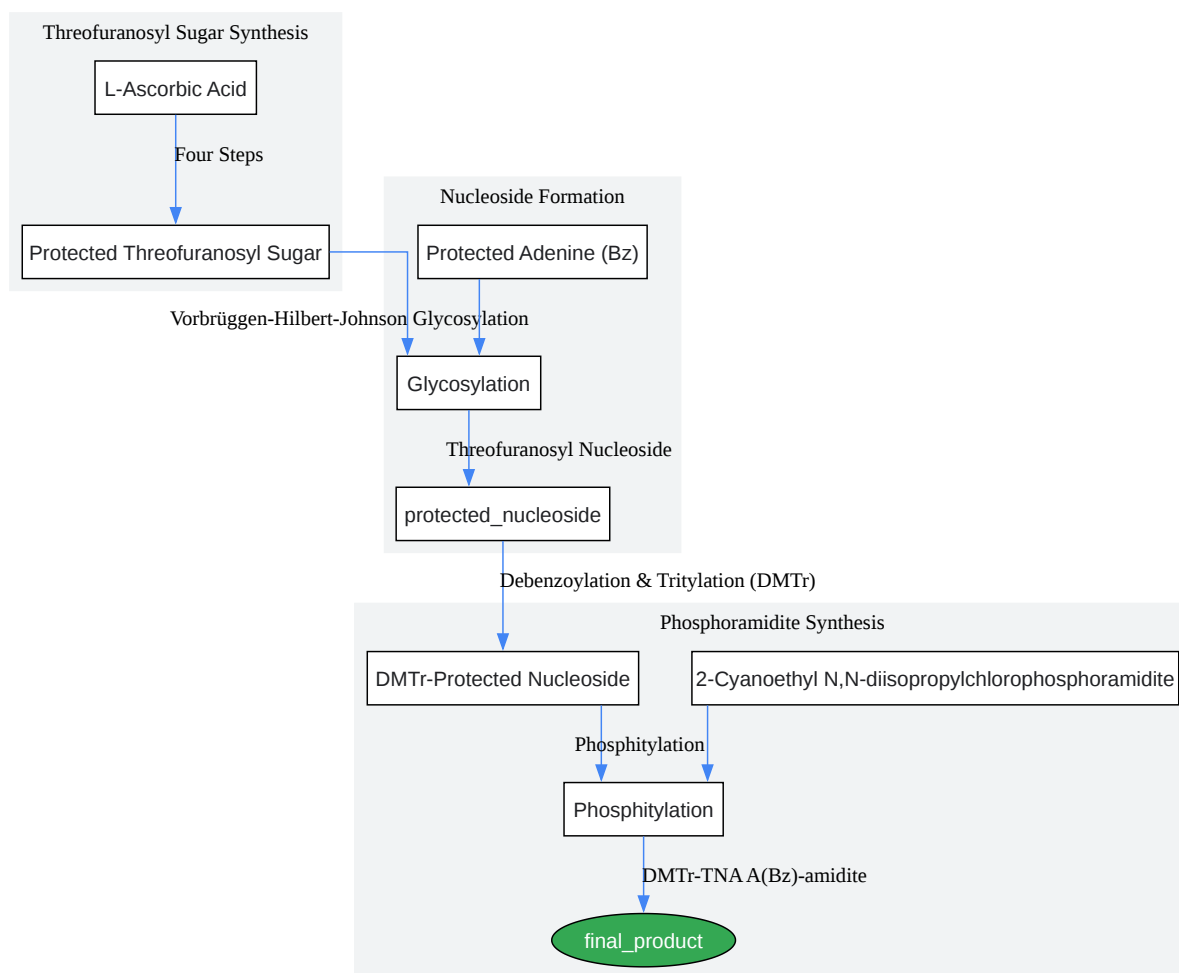 Threofuranosyl Sugar Synthesis
L-Ascorbic Acid
Four Steps
Protected Threofuranosyl Sugar
Nucleoside Formation
Protected Adenine (Bz)
Vorbrüggen-Hilbert-Johnson Glycosylation
Glycosylation
Threofuranosyl Nucleoside
protected_nucleoside
Debenzoylation & Tritylation (DMTr)
Phosphoramidite Synthesis
DMTr-Protected Nucleoside
2-Cyanoethyl N,N-diisopropylchlorophosphoramidite
Phosphitylation
Phosphitylation
DMTr-TNA A(Bz)-amidite
final_product